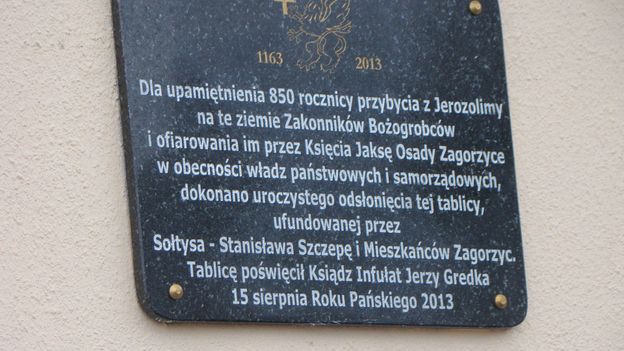 1163 2013
Dla upamiętnienia 850 rocznicy przybycia z Jerozolimy
na te ziemie Zakonników Bożogrobców
i ofiarowania im przez Księcia Jaksę Osady Zagorzyce
w obecności władz państwowych i samorządowych,
dokonano uroczystego odsłonięcia tej tablicy,
ufundowanej przez
Sołtysa - Stanisława Szczepę i Mieszkańców Zagorzyc.
Tablicę poświęcił Ksiądz Infułat Jerzy Gredka
15 sierpnia Roku Pańskiego 2013